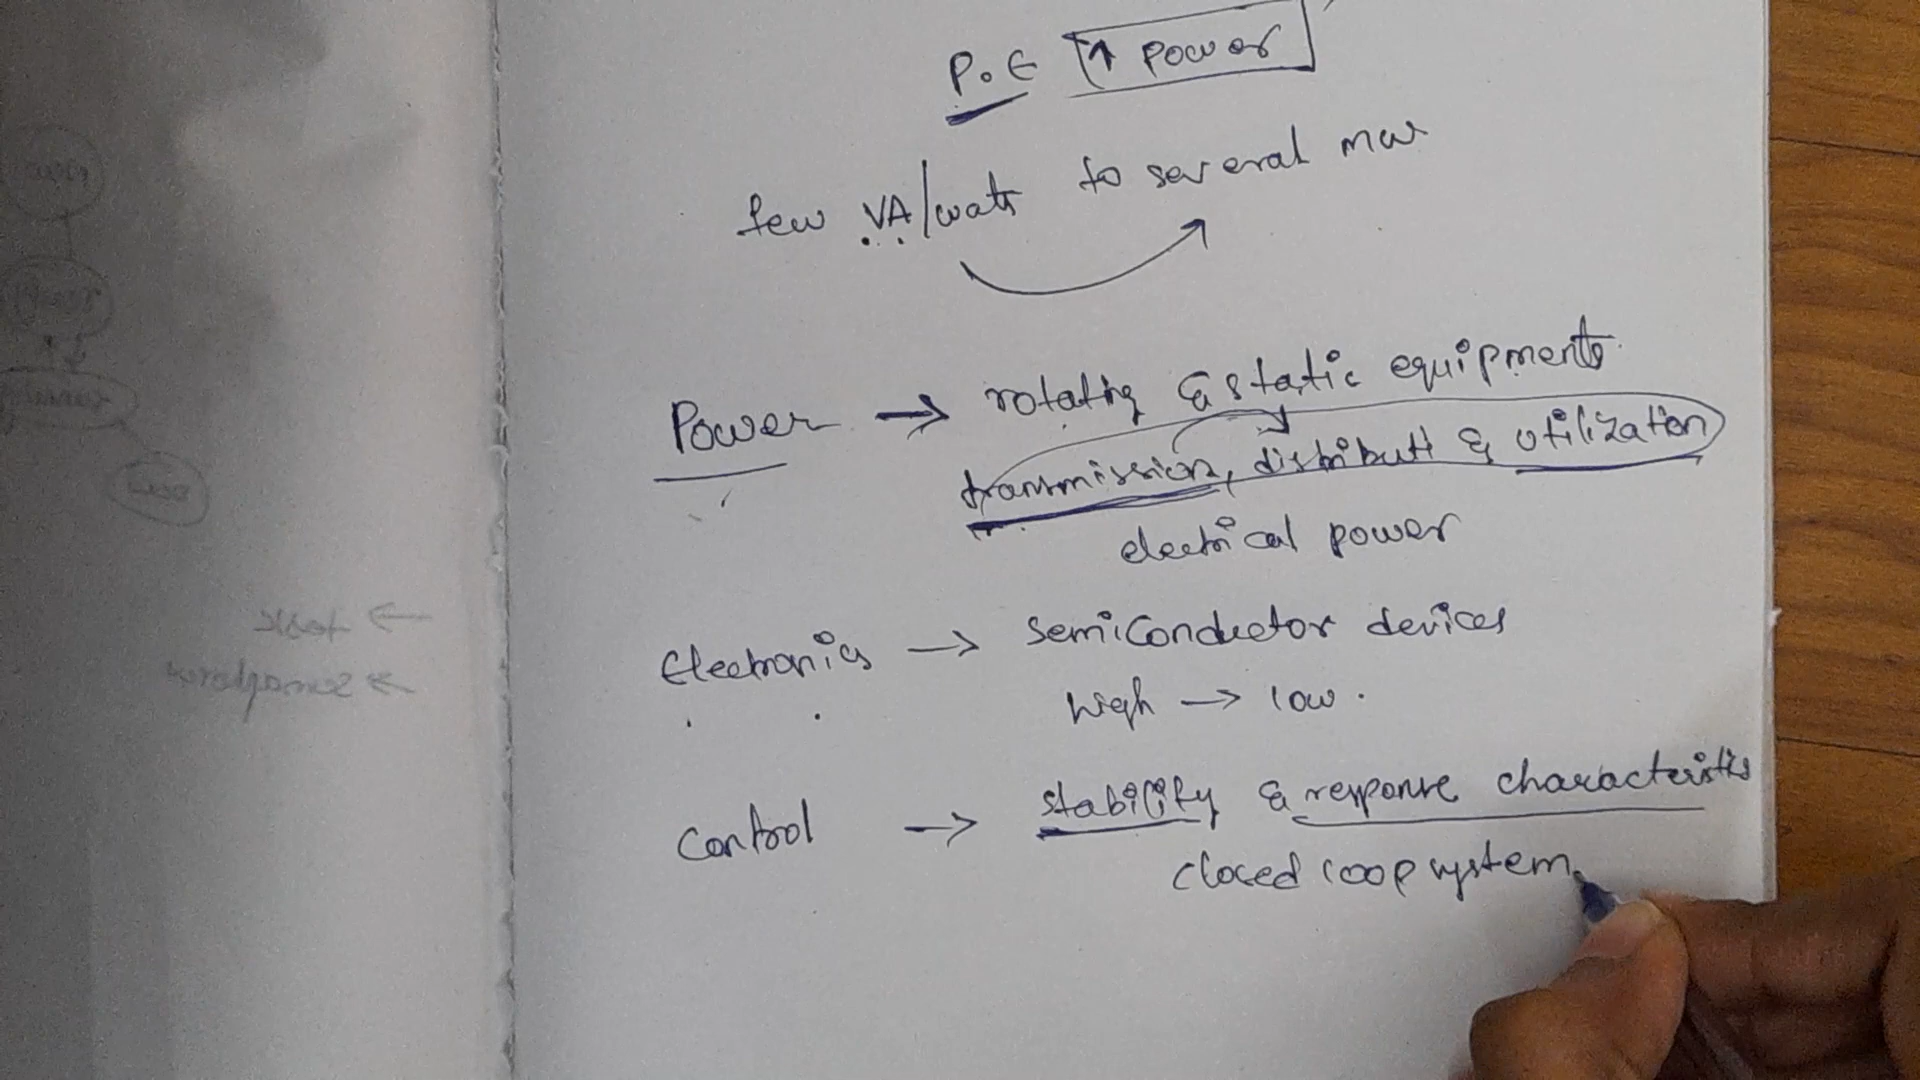 P.E ↑ power
few VA/watts to several mw
Power → rotating & static equipments
transmission, distributn & utilization
electrical power
Electronics → semiconductor devices
high → low.
Control → stability & response characteristics
closed loop system